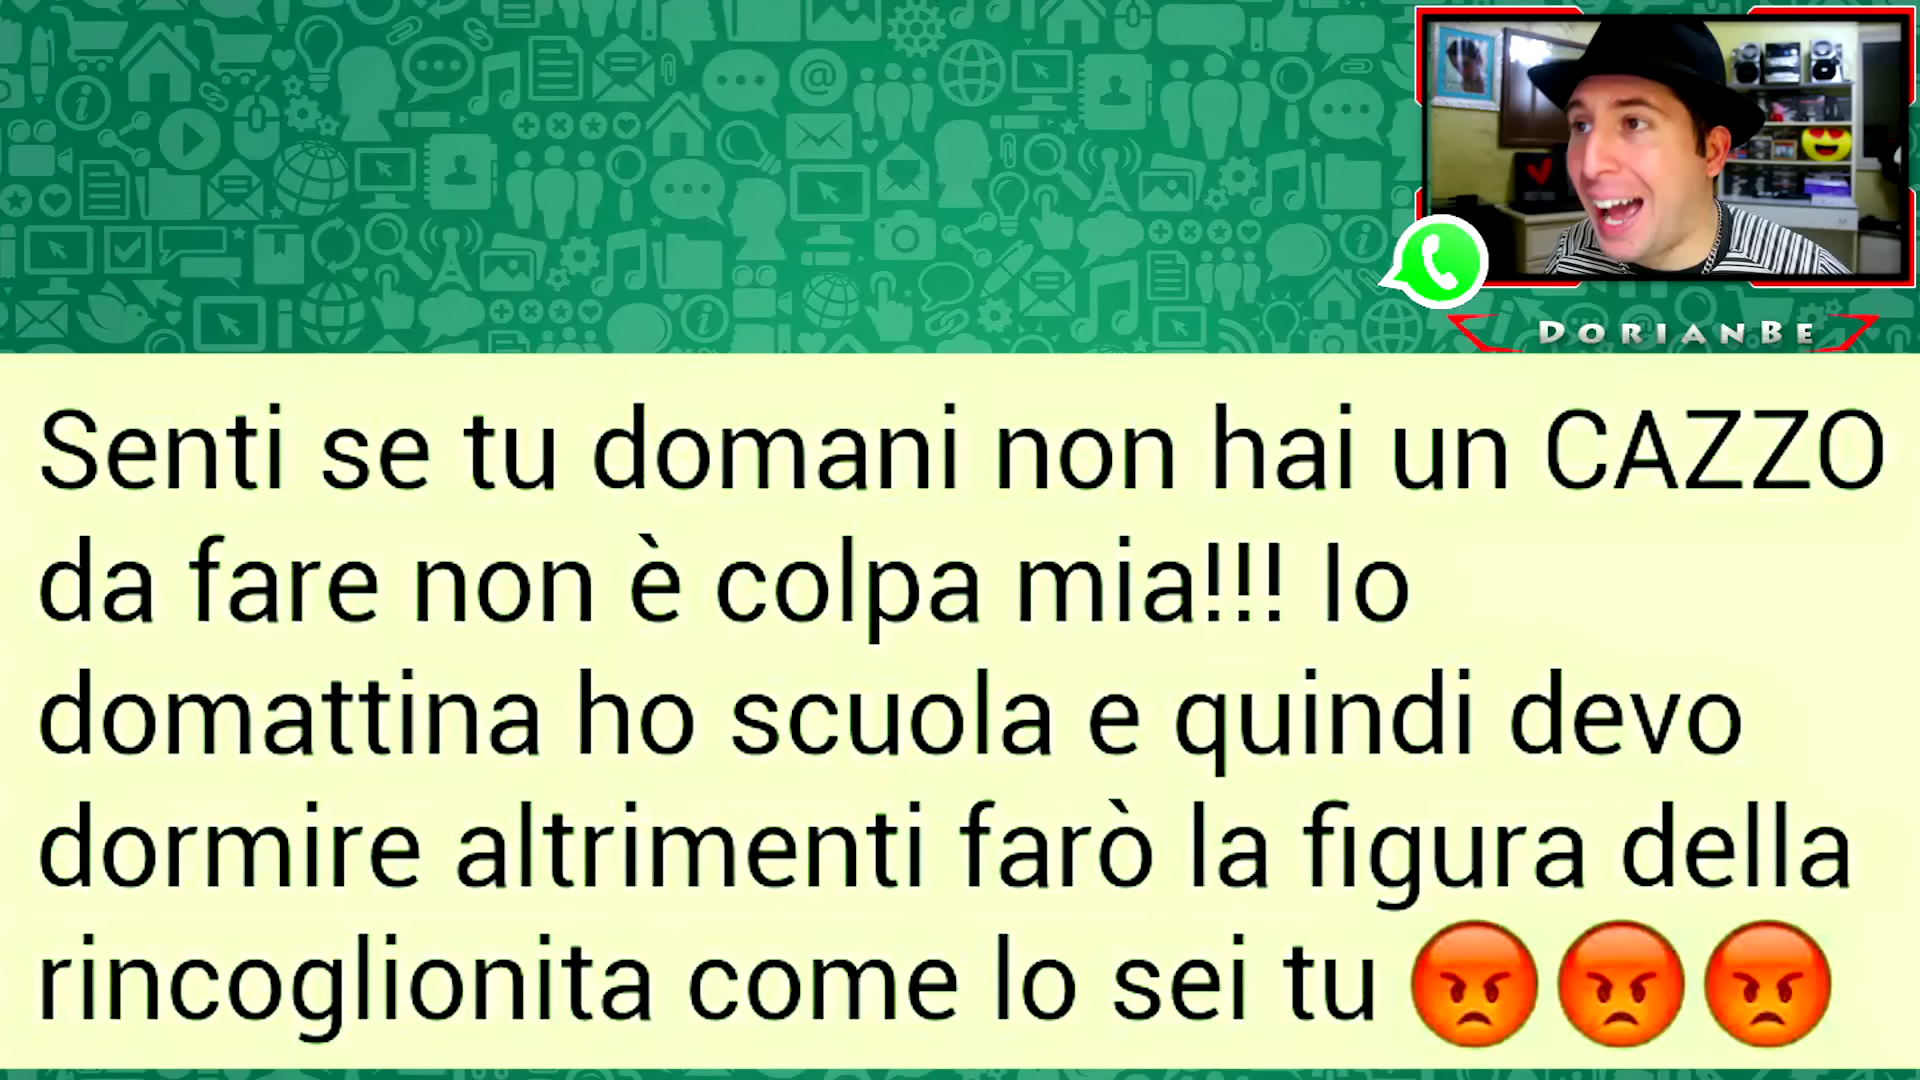 DORIANBE
Senti se tu domani non hai un CAZZO
da fare non è colpa mia!!! Io
domattina ho scuola e quindi devo
dormire altrimenti farò la figura della
rincoglionita come lo sei tu 😡😡😡